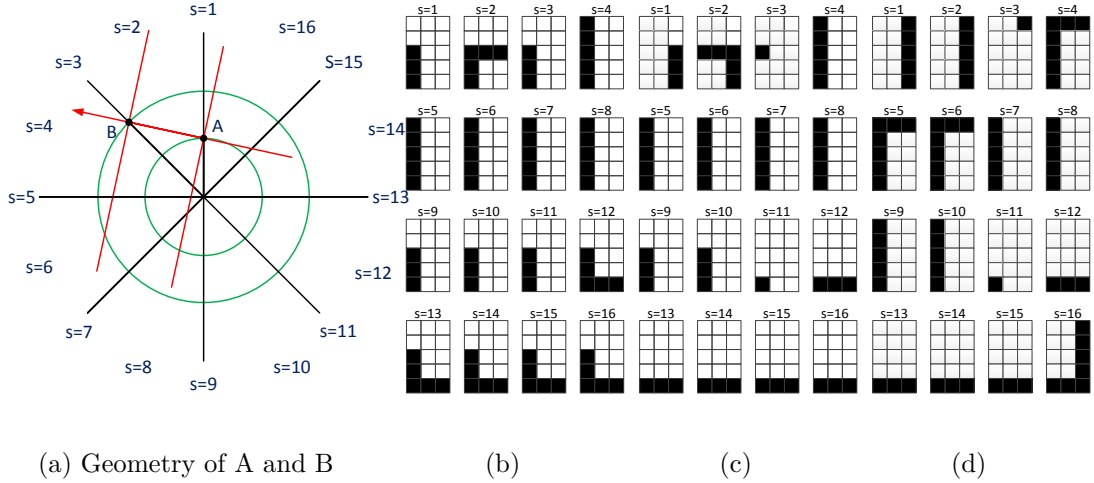 s=1
s=2
s=16
s=3
S=15
A
B
s=4
s=14
s=5
s=13
s=6
s=12
s=7
s=11
s=8
s=10
s=9
s=1 s=2 s=3 s=4 s=1 s=2 s=3 s=4 s=1 s=2 s=3 s=4
s=5 s=6 s=7 s=8 s=5 s=6 s=7 s=8 s=5 s=6 s=7 s=8
s=9 s=10 s=11 s=12 s=9 s=10 s=11 s=12 s=9 s=10 s=11 s=12
s=13 s=14 s=15 s=16 s=13 s=14 s=15 s=16 s=13 s=14 s=15 s=16
(a) Geometry of A and B (b) (c) (d)